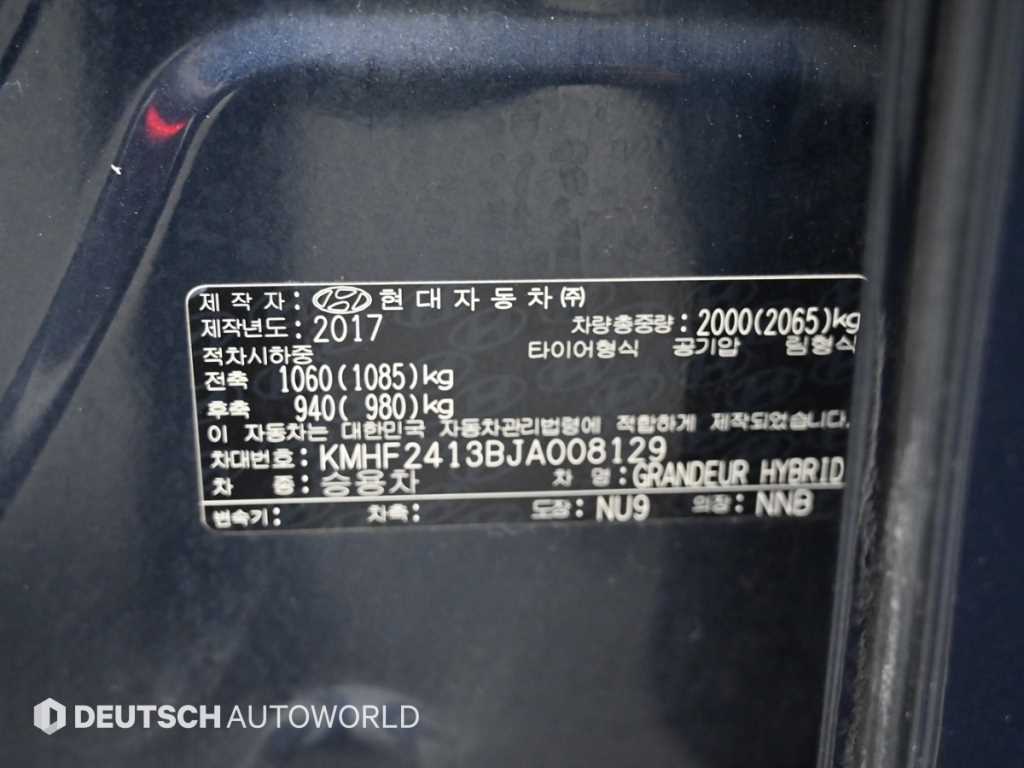 제 작 자 : 현대자동차㈜
제작년도 : 2017 차량총중량 : 2000(2065)kg
적차시하중 타이어형식 공기압 림형식
전축 1060(1085)kg
후축 940( 980)kg
이 자동차는 대한민국 자동차관리법령에 적합하게 제작되었습니다.
차대번호 : KMHF2413BJA008129
차 종 : 승용차 차 명 : GRANDEUR HYBRID
변속기 : 차축 : 도장 : NU9 의장 : NNB
DEUTSCH AUTOWORLD